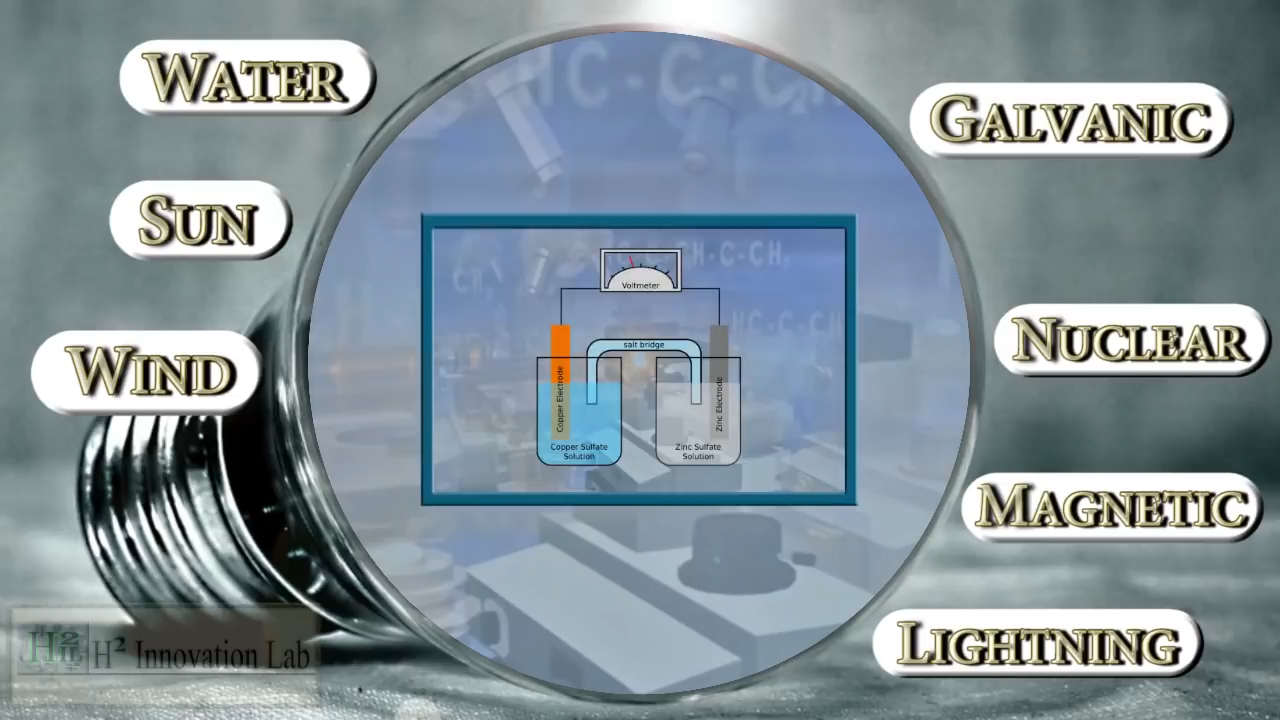 WATER
SUN
WIND
GALVANIC
NUCLEAR
MAGNETIC
LIGHTNING
Voltmeter
salt bridge
Copper Electrode
Zinc Electrode
Copper Sulfate
Solution
Zinc Sulfate
Solution
H² Innovation Lab